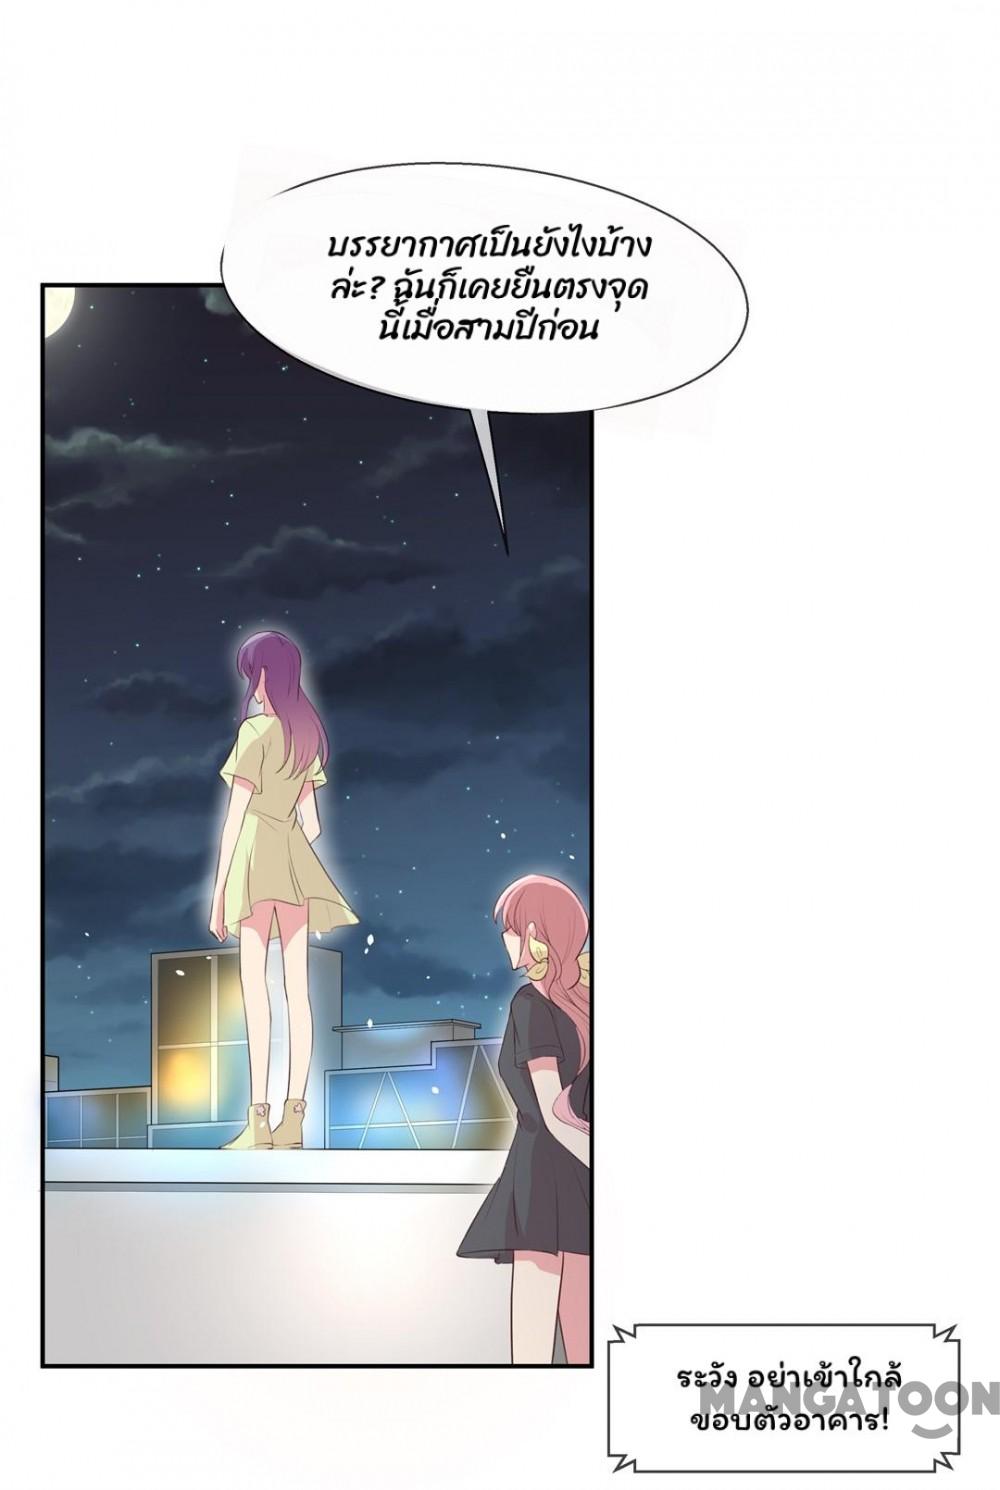 บรรยากาศเป็นยังไงบ้าง
ล่ะ? ฉันก็เคยยืนตรงจุด
นี้เมื่อสามปีก่อน
ระวัง อย่าเข้าใกล้
ขอบตัวอาคาร!
MANGATOON